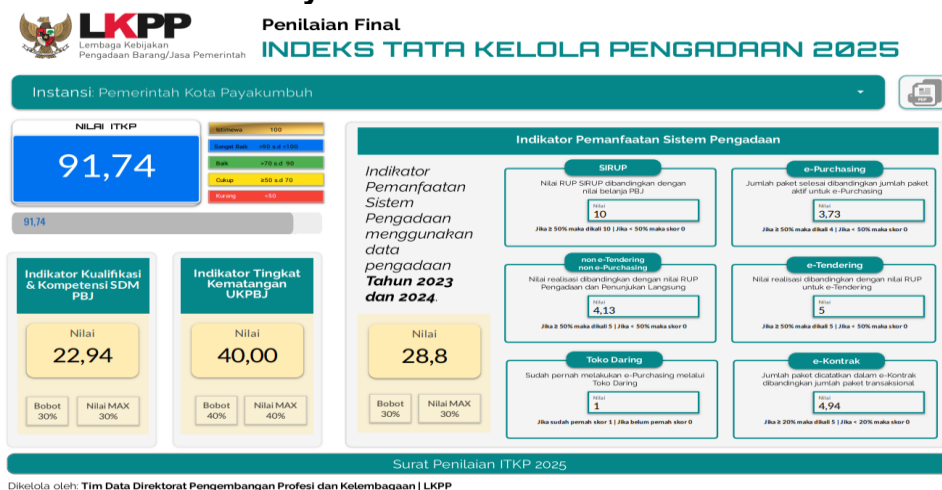 LKPP
Lembaga Kebijakan
Pengadaan Barang/Jasa Pemerintah
Penilaian Final
INDEKS TATA KELOLA PENGADAAN 2025
Instansi: Pemerintah Kota Payakumbuh
PDF
NILAI ITKP
91,74
Istimewa 100
Sangat Baik >90 s.d <100
Baik >70 s.d 90
Cukup ≥50 s.d 70
Kurang <50
91,74
Indikator Kualifikasi
& Kompetensi SDM
PBJ
Nilai
22,94
Bobot
30%
Nilai MAX
30%
Indikator Tingkat
Kematangan
UKPBJ
Nilai
40,00
Bobot
40%
Nilai MAX
40%
Indikator Pemanfaatan Sistem Pengadaan
Indikator
Pemanfaatan
Sistem
Pengadaan
menggunakan
data
pengadaan
Tahun 2023
dan 2024.
Nilai
28,8
Bobot
30%
Nilai MAX
30%
SIRUP
Nilai RUP SIRUP dibandingkan dengan
nilai belanja PBJ
Nilai
10
Jika ≥ 50% maka dikali 10 | Jika < 50% maka skor 0
e-Purchasing
Jumlah paket selesai dibandingkan jumlah paket
aktif untuk e-Purchasing
Nilai
3,73
Jika ≥ 50% maka dikali 4 | Jika < 50% maka skor 0
non e-Tendering
non e-Purchasing
Nilai realisasi dibandingkan dengan nilai RUP
Pengadaan dan Penunjukan Langsung
Nilai
4,13
Jika ≥ 50% maka dikali 5 | Jika < 50% maka skor 0
e-Tendering
Nilai realisasi dibandingkan dengan nilai RUP
untuk e-Tendering
Nilai
5
Jika ≥ 50% maka dikali 5 | Jika < 50% maka skor 0
Toko Daring
Sudah pernah melakukan e-Purchasing melalui
Toko Daring
Nilai
1
Jika sudah pernah skor 1 | Jika belum pernah skor 0
e-Kontrak
Jumlah paket dicatatkan dalam e-Kontrak
dibandingkan jumlah paket transaksional
Nilai
4,94
Jika ≥ 20% maka dikali 5 | Jika < 20% maka skor 0
Surat Penilaian ITKP 2025
Dikelola oleh: Tim Data Direktorat Pengembangan Profesi dan Kelembagaan | LKPP